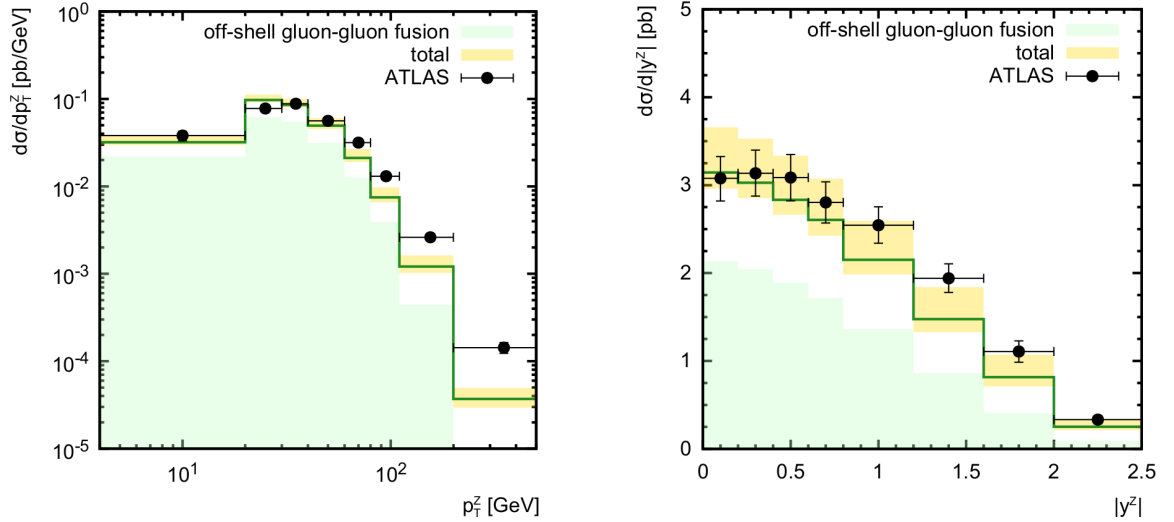 dσ/dp_T^Z [pb/GeV]
off-shell gluon-gluon fusion
total
ATLAS
10^0
10^-1
10^-2
10^-3
10^-4
10^-5
10^1
10^2
p_T^Z [GeV]
dσ/d|y^Z| [pb]
off-shell gluon-gluon fusion
total
ATLAS
5
4
3
2
1
0
0 0.5 1 1.5 2 2.5
|y^Z|